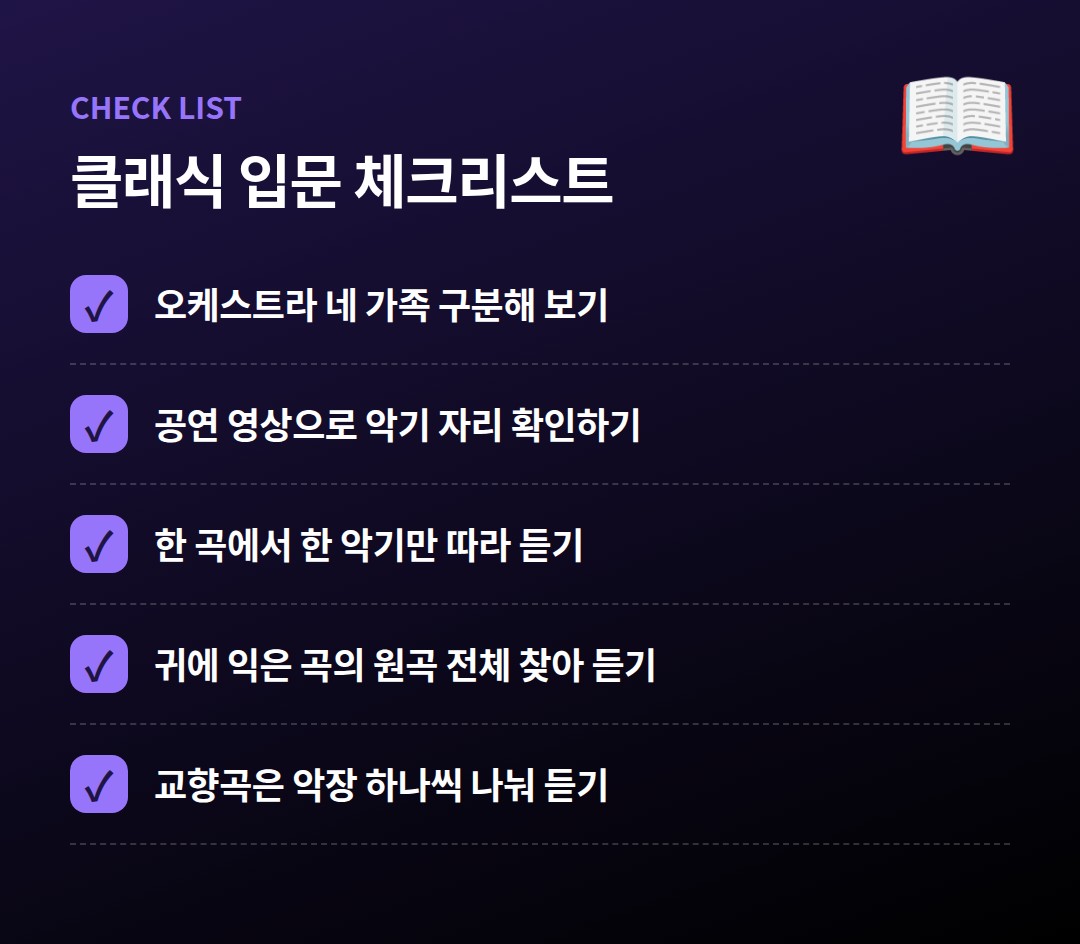 CHECK LIST
클래식 입문 체크리스트
오케스트라 네 가족 구분해 보기
공연 영상으로 악기 자리 확인하기
한 곡에서 한 악기만 따라 듣기
귀에 익은 곡의 원곡 전체 찾아 듣기
교향곡은 악장 하나씩 나눠 듣기